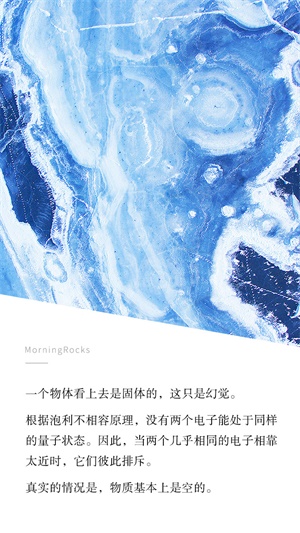 MorningRocks
一个物体看上去是固体的，这只是幻觉。
根据泡利不相容原理，没有两个电子能处于同样
的量子状态。因此，当两个几乎相同的电子相靠
太近时，它们彼此排斥。
真实的情况是，物质基本上是空的。